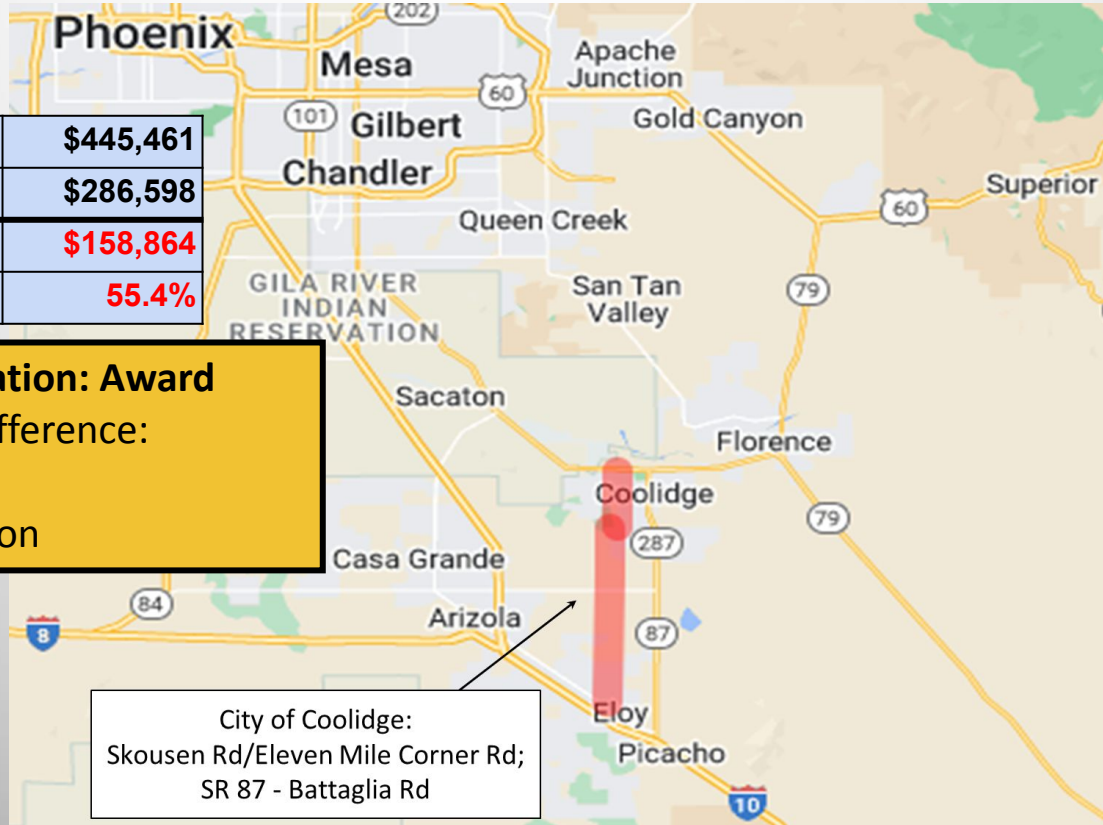 202
Phoenix
Apache
Junction
Mesa
60
101
Gilbert
Gold Canyon
$445,461
Chandler
$286,598
Superior
60
Queen Creek
$158,864
55.4%
GILA RIVER
INDIAN
RESERVATION
San Tan
Valley
79
ation: Award
fference:
on
Sacaton
Florence
Coolidge
79
287
Casa Grande
84
Arizola
8
87
Eloy
Picacho
10
City of Coolidge:
Skousen Rd/Eleven Mile Corner Rd;
SR 87 - Battaglia Rd